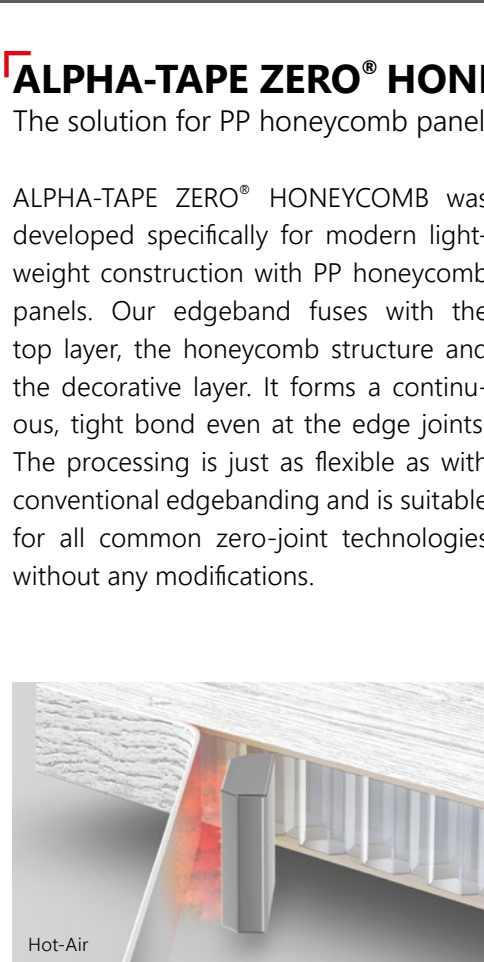 ALPHA-TAPE ZERO® HONE
The solution for PP honeycomb panel
ALPHA-TAPE ZERO® HONEYCOMB was
developed specifically for modern light-
weight construction with PP honeycomb
panels. Our edgeband fuses with the
top layer, the honeycomb structure and
the decorative layer. It forms a continu-
ous, tight bond even at the edge joints.
The processing is just as flexible as with
conventional edgebanding and is suitable
for all common zero-joint technologies
without any modifications.
Hot-Air